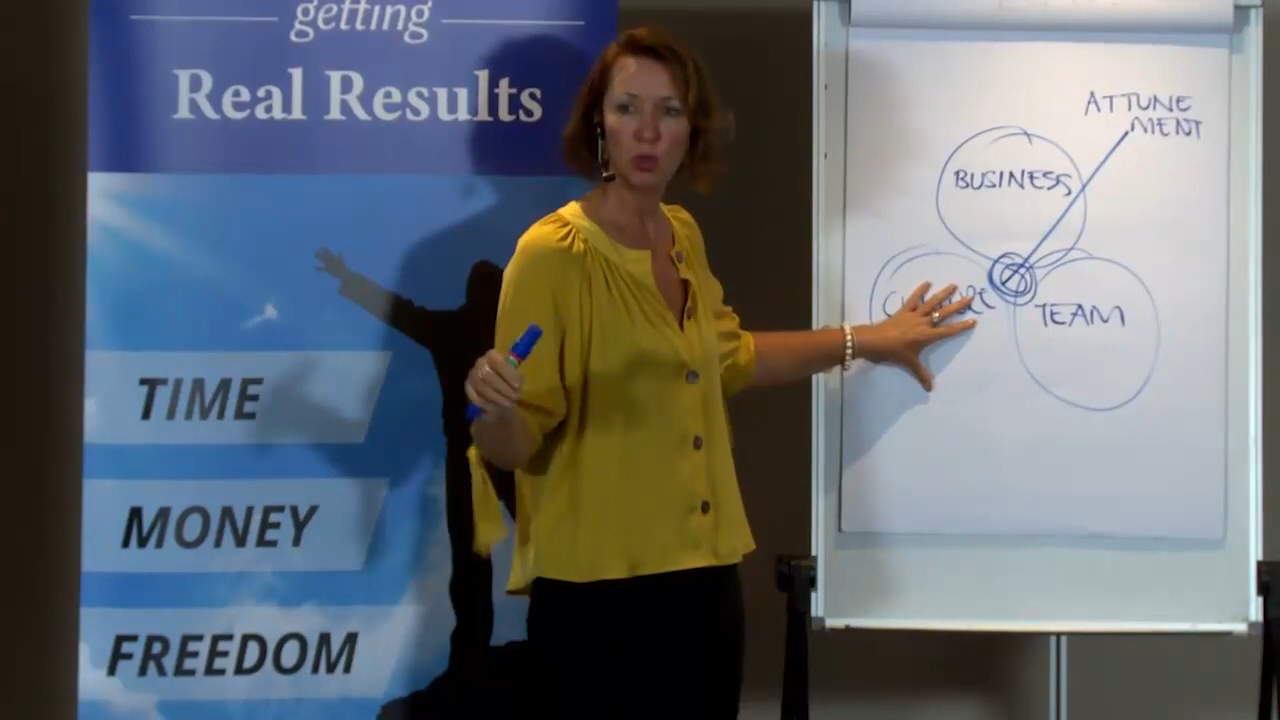 getting
Real Results
TIME
MONEY
FREEDOM
ATTUNE
MENT
BUSINESS
TEAM